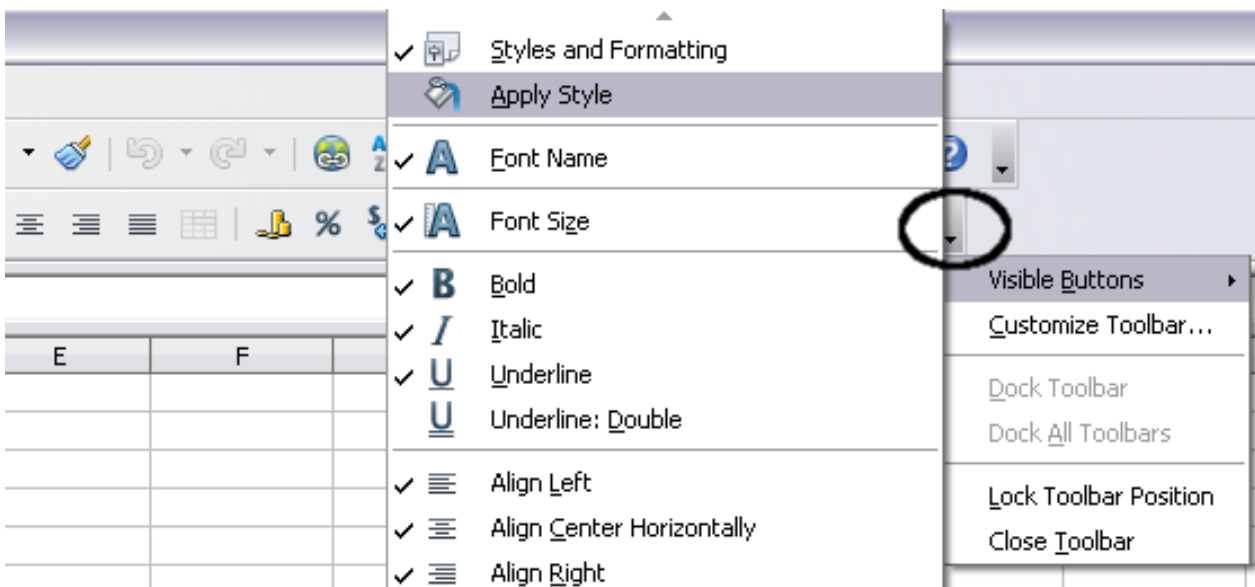 Styles and Formatting
Apply Style
Font Name
Font Size
Bold
Italic
Underline
Underline: Double
Align Left
Align Center Horizontally
Align Right
Visible Buttons
Customize Toolbar...
Dock Toolbar
Dock All Toolbars
Lock Toolbar Position
Close Toolbar
E
F